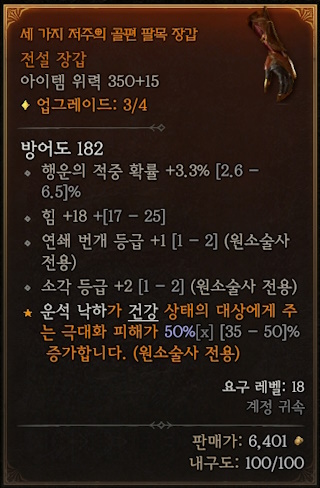 세 가지 저주의 골편 팔목 장갑
전설 장갑
아이템 위력 350+15
업그레이드: 3/4
방어도 182
행운의 적중 확률 +3.3% [2.6 –
6.5]%
힘 +18 +[17 – 25]
연쇄 번개 등급 +1 [1 – 2] (원소술사
전용)
소각 등급 +2 [1 – 2] (원소술사 전용)
운석 낙하가 건강 상태의 대상에게 주
는 극대화 피해가 50%[x] [35 – 50]%
증가합니다. (원소술사 전용)
요구 레벨: 18
계정 귀속
판매가: 6,401
내구도: 100/100